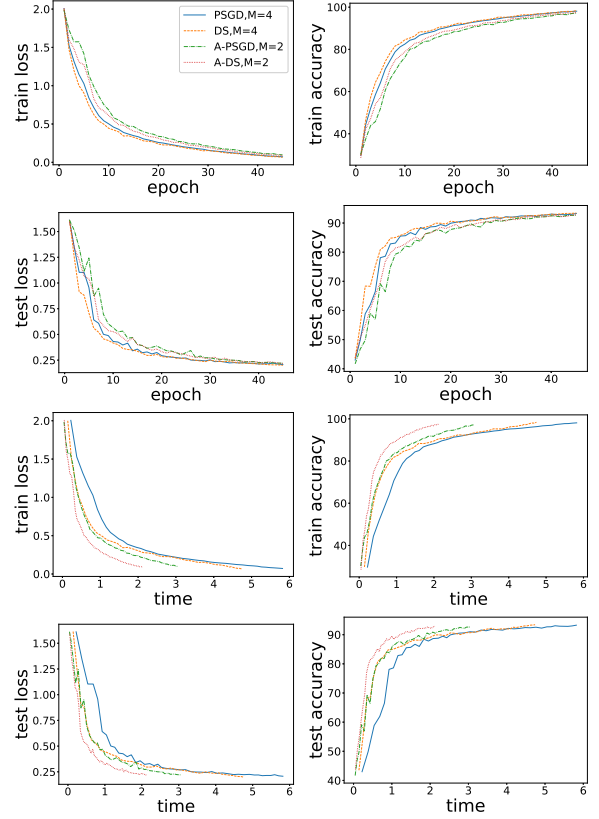 2.0
1.5
1.0
0.5
0.0
train loss
0 10 20 30 40
epoch
PSGD,M=4
DS,M=4
A-PSGD,M=2
A-DS,M=2
100
80
60
40
train accuracy
0 10 20 30 40
epoch
1.50
1.25
1.00
0.75
0.50
0.25
test loss
0 10 20 30 40
epoch
90
80
70
60
50
40
test accuracy
0 10 20 30 40
epoch
2.0
1.5
1.0
0.5
0.0
train loss
0 1 2 3 4 5 6
time
100
80
60
40
train accuracy
0 1 2 3 4 5 6
time
1.50
1.25
1.00
0.75
0.50
0.25
test loss
0 1 2 3 4 5 6
time
90
80
70
60
50
40
test accuracy
0 1 2 3 4 5 6
time